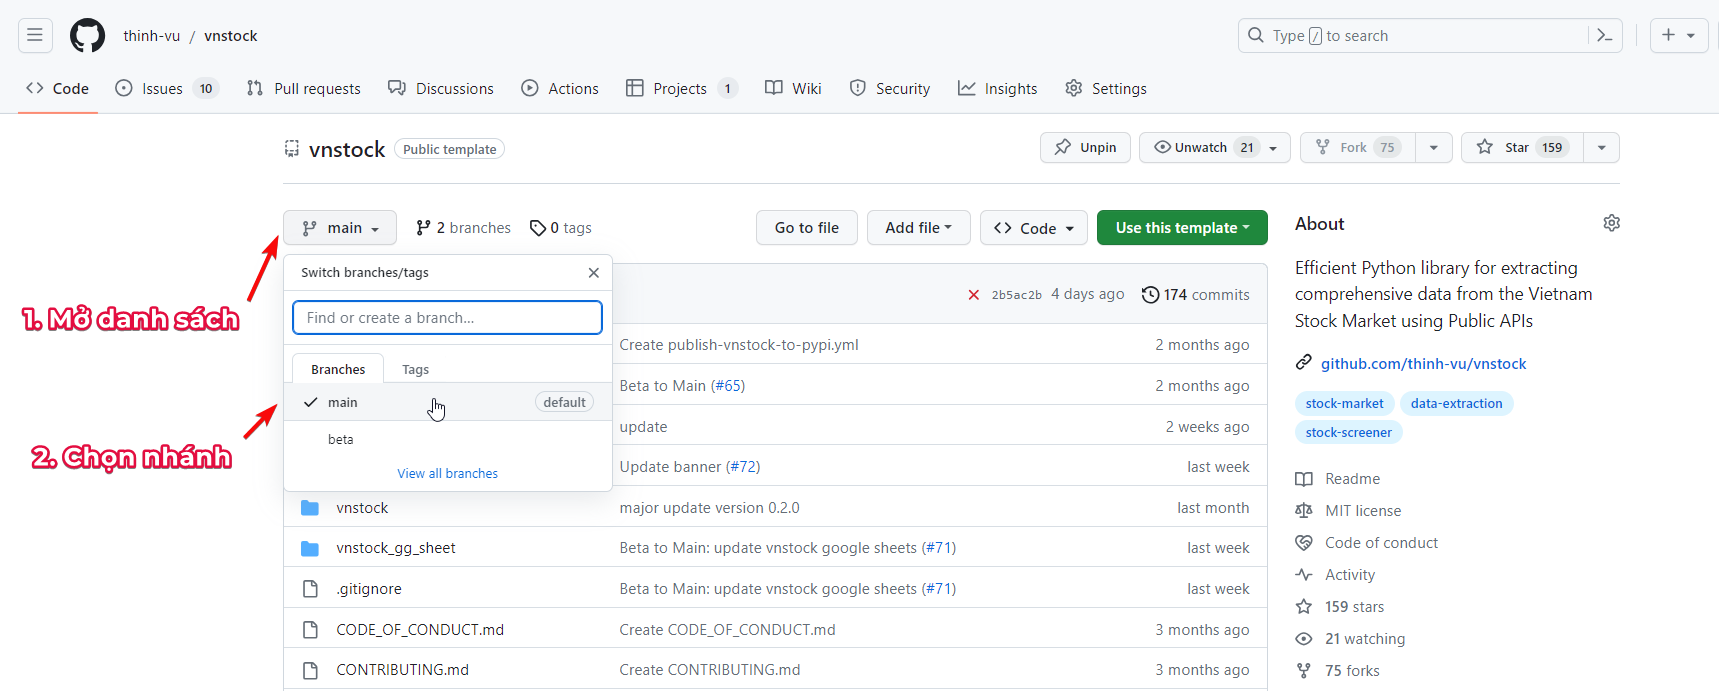 thinh-vu / vnstock
Type / to search
Code Issues 10 Pull requests Discussions Actions Projects 1 Wiki Security Insights Settings
vnstock Public template
Unpin Unwatch 21 Fork 75 Star 159
main 2 branches 0 tags Go to file Add file Code Use this template
Switch branches/tags
Find or create a branch...
Branches Tags
main default
beta
View all branches
1. Mở danh sách
2. Chọn nhánh
2b5ac2b 4 days ago 174 commits
Create publish-vnstock-to-pypi.yml 2 months ago
Beta to Main (#65) 2 months ago
update 2 weeks ago
Update banner (#72) last week
vnstock major update version 0.2.0 last month
vnstock_gg_sheet Beta to Main: update vnstock google sheets (#71) last week
.gitignore Beta to Main: update vnstock google sheets (#71) last week
CODE_OF_CONDUCT.md Create CODE_OF_CONDUCT.md 3 months ago
CONTRIBUTING.md Create CONTRIBUTING.md 3 months ago
About
Efficient Python library for extracting
comprehensive data from the Vietnam
Stock Market using Public APIs
github.com/thinh-vu/vnstock
stock-market data-extraction
stock-screener
Readme
MIT license
Code of conduct
Activity
159 stars
21 watching
75 forks